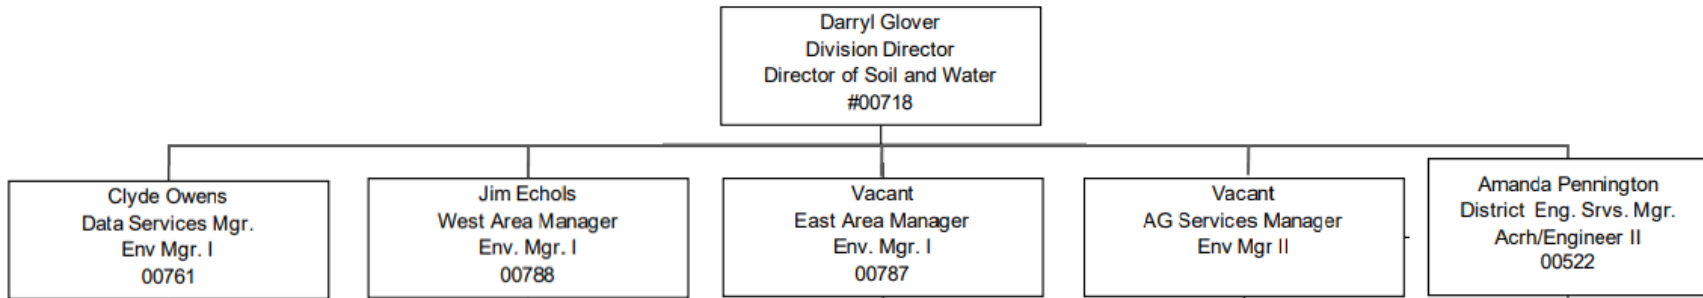 Darryl Glover
Division Director
Director of Soil and Water
#00718
Clyde Owens
Data Services Mgr.
Env Mgr. I
00761
Jim Echols
West Area Manager
Env. Mgr. I
00788
Vacant
East Area Manager
Env. Mgr. I
00787
Vacant
AG Services Manager
Env Mgr II
Amanda Pennington
District Eng. Srvs. Mgr.
Acrh/Engineer II
00522